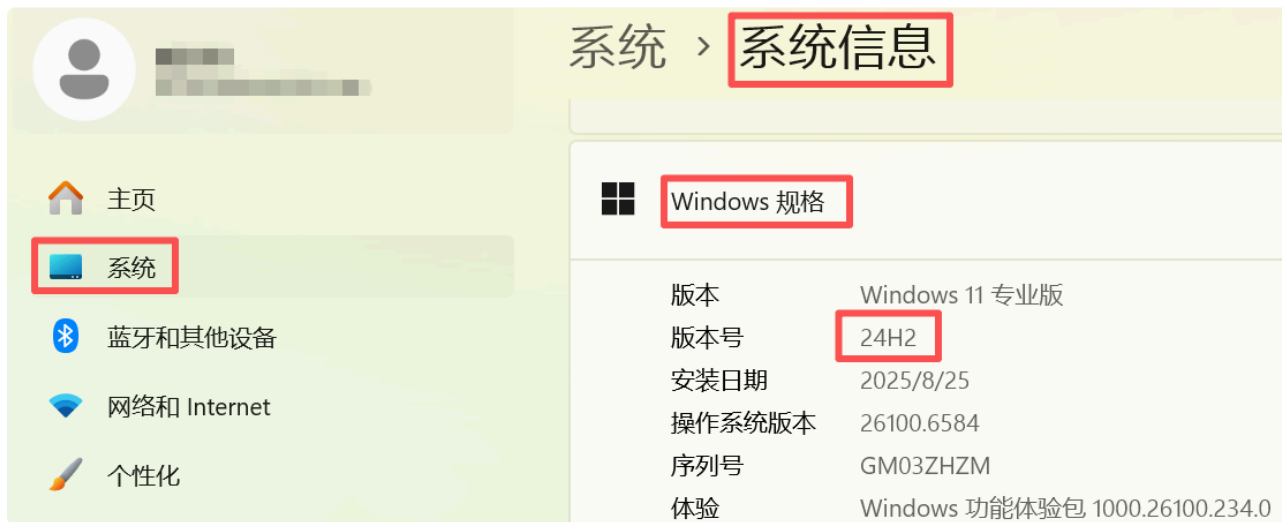 系统 › 系统信息
主页
系统
蓝牙和其他设备
网络和 Internet
个性化
Windows 规格
版本 Windows 11 专业版
版本号 24H2
安装日期 2025/8/25
操作系统版本 26100.6584
序列号 GM03ZHZM
体验 Windows 功能体验包 1000.26100.234.0